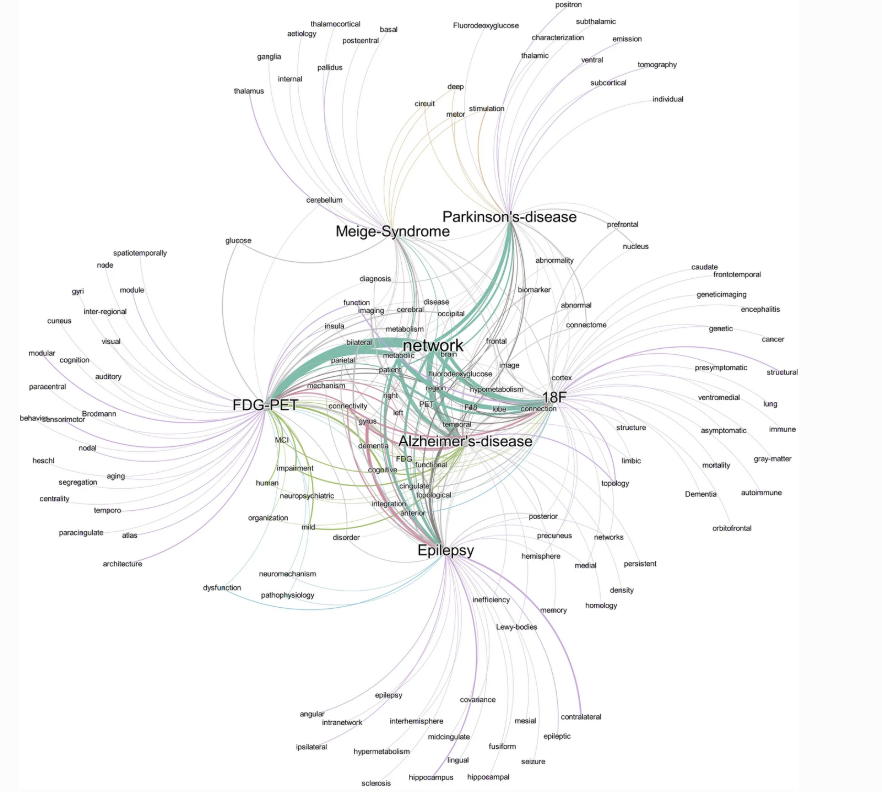 positron
thalamocortical
subthalamic
Fluorodeoxyglucose
basal
aetiology
characterization
emission
postcentral
ganglia
thalamic
ventral
tomography
pallidus
internal
subcortical
deep
thalamus
individual
circuit
stimulation
motor
cerebellum
Parkinson's-disease
prefrontal
Meige-Syndrome
glucose
nucleus
spatiotemporally
abnormality
node
caudate
frontotemporal
diagnosis
gyri
module
biomarker
geneticimaging
function
disease
abnormal
encephalitis
imaging
cerebral
inter-regional
occipital
cuneus
insula
connectome
genetic
metabolism
visual
bilateral
network
frontal
cancer
modular
metabolic
brain
cognition
parietal
image
presymptomatic
patient
fluorodeoxyglucose
structural
auditory
cortex
paracentral
mechanism
region
hypometabolism
right
18F
ventromedial
FDG-PET
connectivity
PET
F18
lobe
connection
lung
Brodmann
left
behavior
sensorimotor
gyrus
temporal
structure
asymptomatic
immune
MCI
Alzheimer's-disease
nodal
dementia
heschl
FDG
functional
limbic
gray-matter
impairment
cognitive
mortality
aging
segregation
human
cingulate
topology
centrality
neuropsychiatric
topological
Dementia
autoimmune
temporo
integration
anterior
organization
mild
posterior
orbitofrontal
paracingulate
atlas
disorder
precuneus
networks
Epilepsy
architecture
hemisphere
medial
persistent
neuromechanism
dysfunction
pathophysiology
density
inefficiency
memory
homology
Lewy-bodies
epilepsy
covariance
angular
intranetwork
interhemisphere
mesial
contralateral
midcingulate
epileptic
ipsilateral
hypermetabolism
fusiform
lingual
seizure
sclerosis
hippocampus
hippocampal